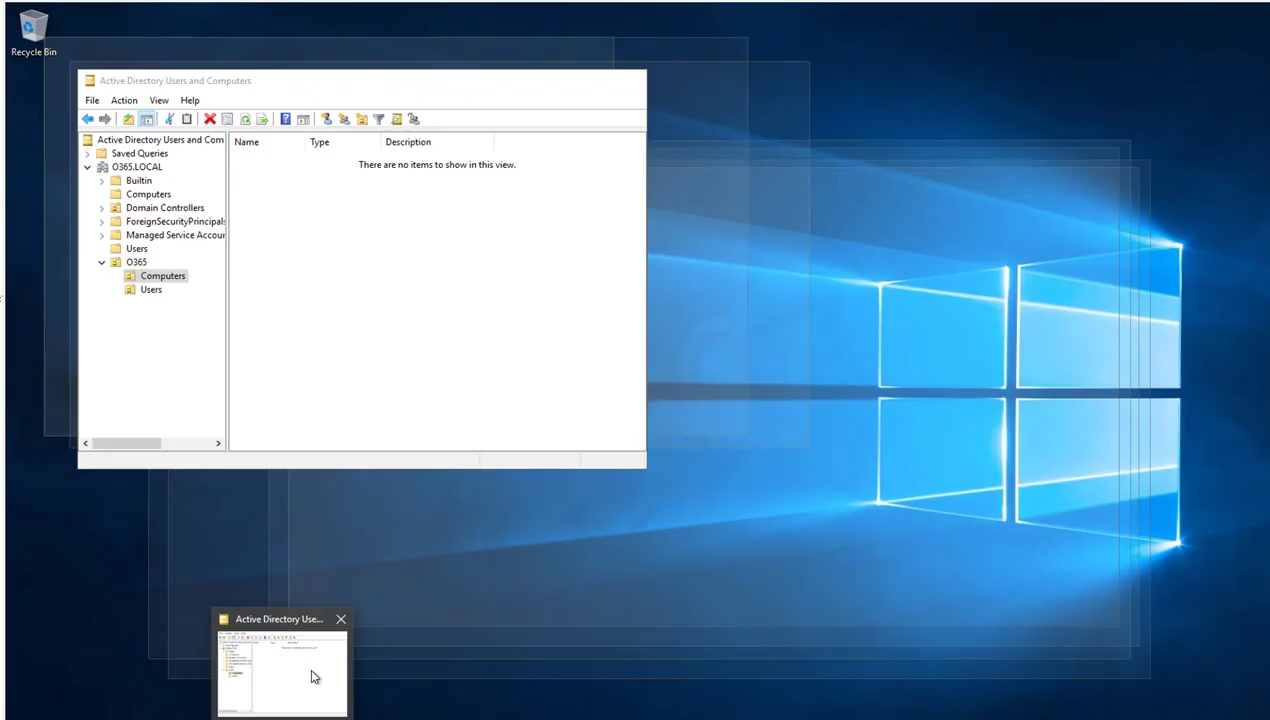 Recycle Bin
Active Directory Users and Computers
File Action View Help
Active Directory Users and Com
Saved Queries
O365.LOCAL
Builtin
Computers
Domain Controllers
ForeignSecurityPrincipals
Managed Service Accour
Users
O365
Computers
Users
Name Type Description
There are no items to show in this view.
Active Directory Use...